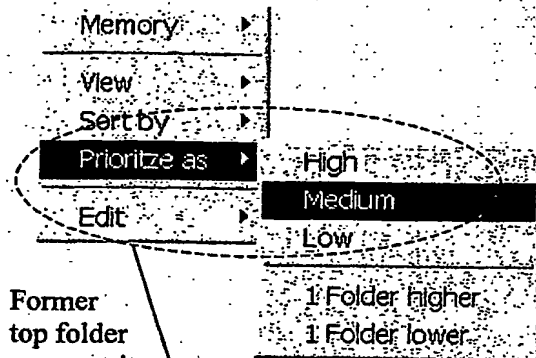 Memory
View
Sort by
Prioritze as
High
Medium
Edit
Low
1 Folder higher
1 Folder lower
Former
top folder